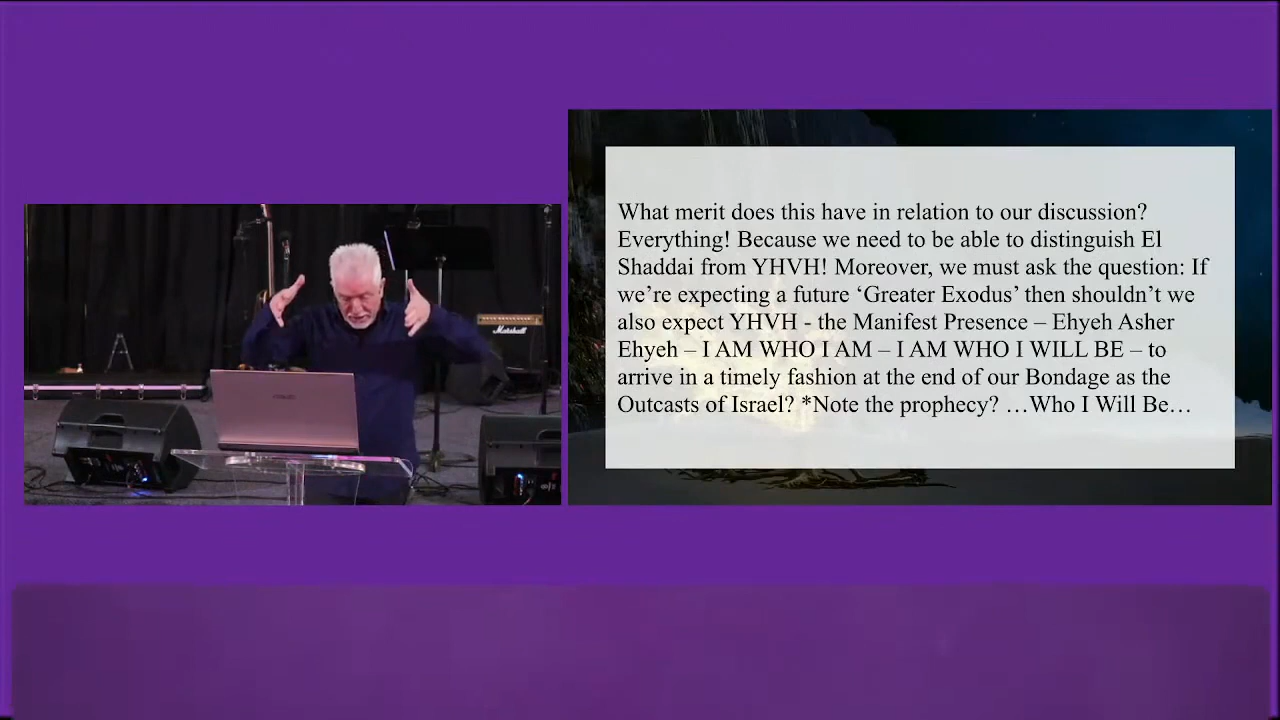 What merit does this have in relation to our discussion?
Everything! Because we need to be able to distinguish El
Shaddai from YHVH! Moreover, we must ask the question: If
we’re expecting a future ‘Greater Exodus’ then shouldn’t we
also expect YHVH - the Manifest Presence – Ehyeh Asher
Ehyeh – I AM WHO I AM – I AM WHO I WILL BE – to
arrive in a timely fashion at the end of our Bondage as the
Outcasts of Israel? *Note the prophecy? …Who I Will Be…
Marshall